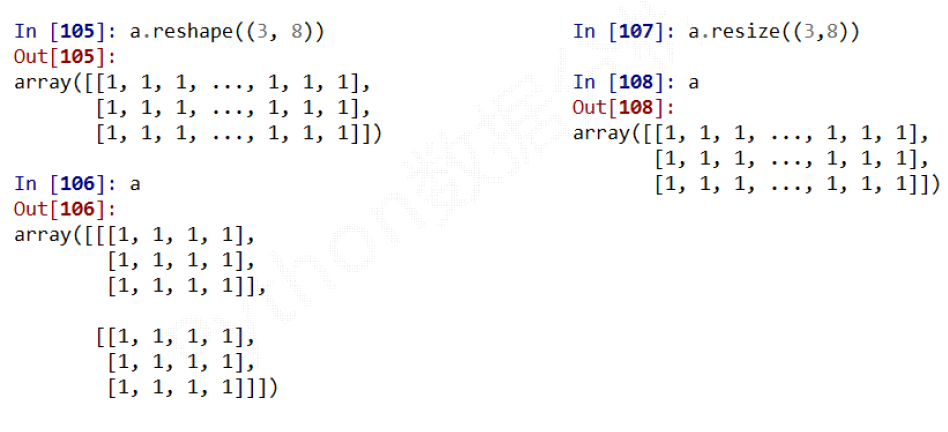 In [105]: a.reshape((3, 8))
Out[105]:
array([[1, 1, 1, ..., 1, 1, 1],
[1, 1, 1, ..., 1, 1, 1],
[1, 1, 1, ..., 1, 1, 1]])
In [106]: a
Out[106]:
array([[[1, 1, 1, 1],
[1, 1, 1, 1],
[1, 1, 1, 1]],
[[1, 1, 1, 1],
[1, 1, 1, 1],
[1, 1, 1, 1]]])
In [107]: a.resize((3,8))
In [108]: a
Out[108]:
array([[1, 1, 1, ..., 1, 1, 1],
[1, 1, 1, ..., 1, 1, 1],
[1, 1, 1, ..., 1, 1, 1]])